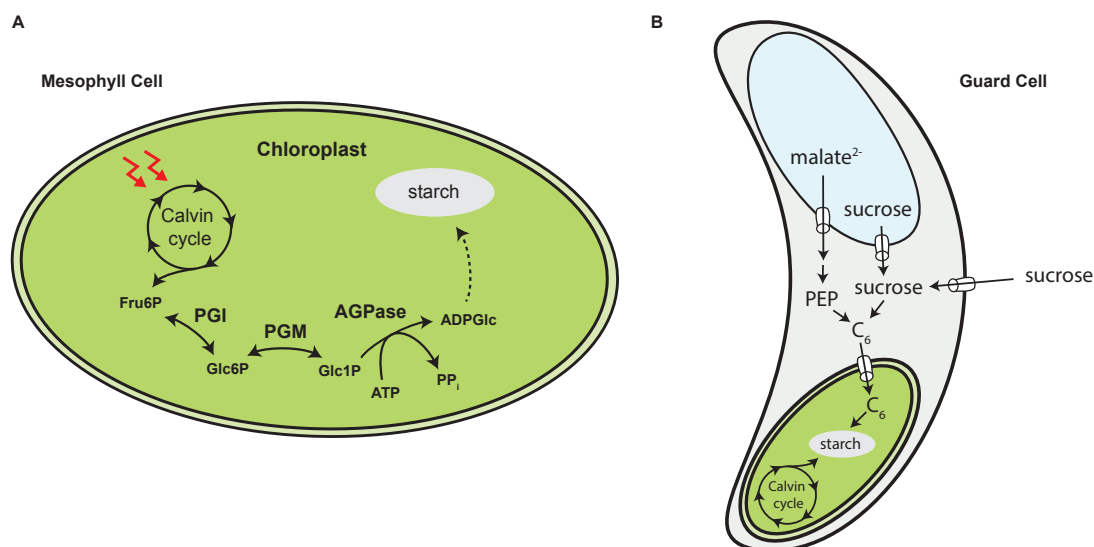 A
Mesophyll Cell
Chloroplast
starch
Calvin
cycle
Fru6P
PGI
Glc6P
PGM
Glc1P
AGPase
ATP
ADPGlc
PPi
B
Guard Cell
malate²⁻
sucrose
sucrose
sucrose
PEP
C₆
C₆
starch
Calvin
cycle